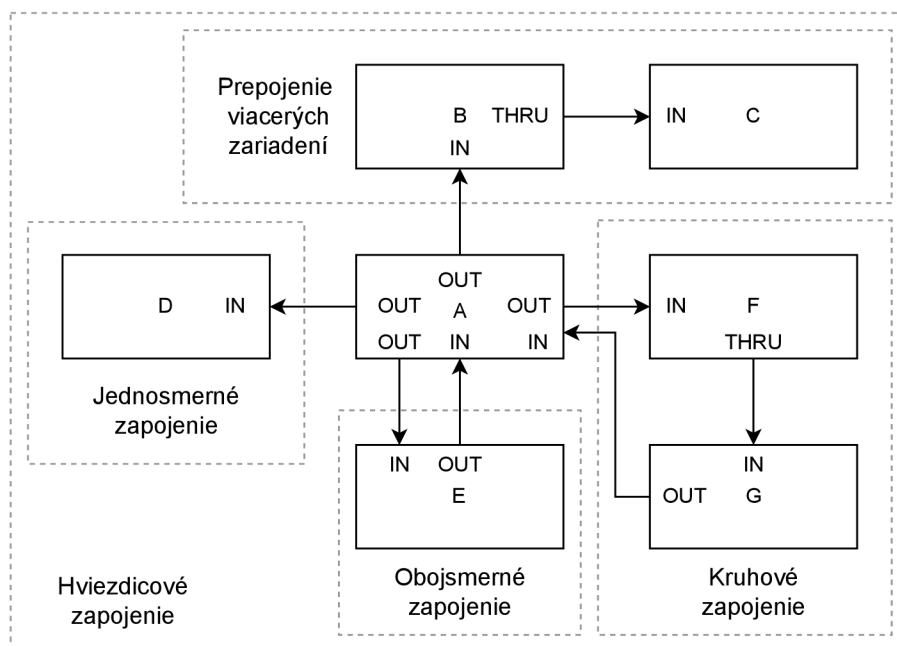 Prepojenie
viacerých
zariadení
B THRU
IN
IN C
D IN
OUT
OUT A OUT
OUT IN IN
IN F
THRU
Jednosmerné
zapojenie
IN OUT
E
IN
OUT G
Hviezdicové
zapojenie
Obojsmerné
zapojenie
Kruhové
zapojenie